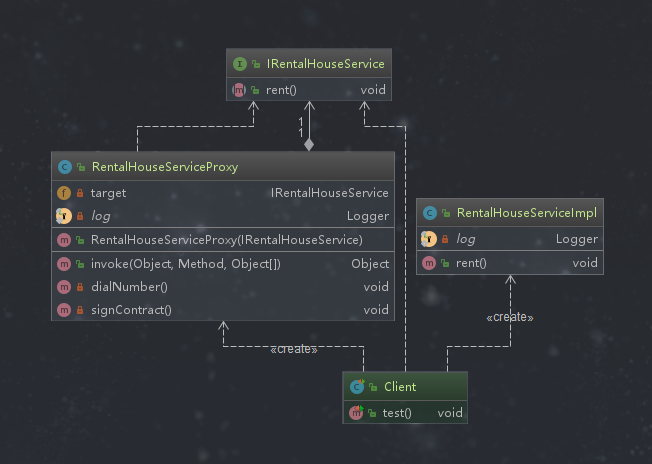 IRentalHouseService
rent() void
1
1
RentalHouseServiceProxy
target IRentalHouseService
log Logger
RentalHouseServiceProxy(IRentalHouseService)
invoke(Object, Method, Object[]) Object
dialNumber() void
signContract() void
RentalHouseServiceImpl
log Logger
rent() void
«create»
«create»
Client
test() void